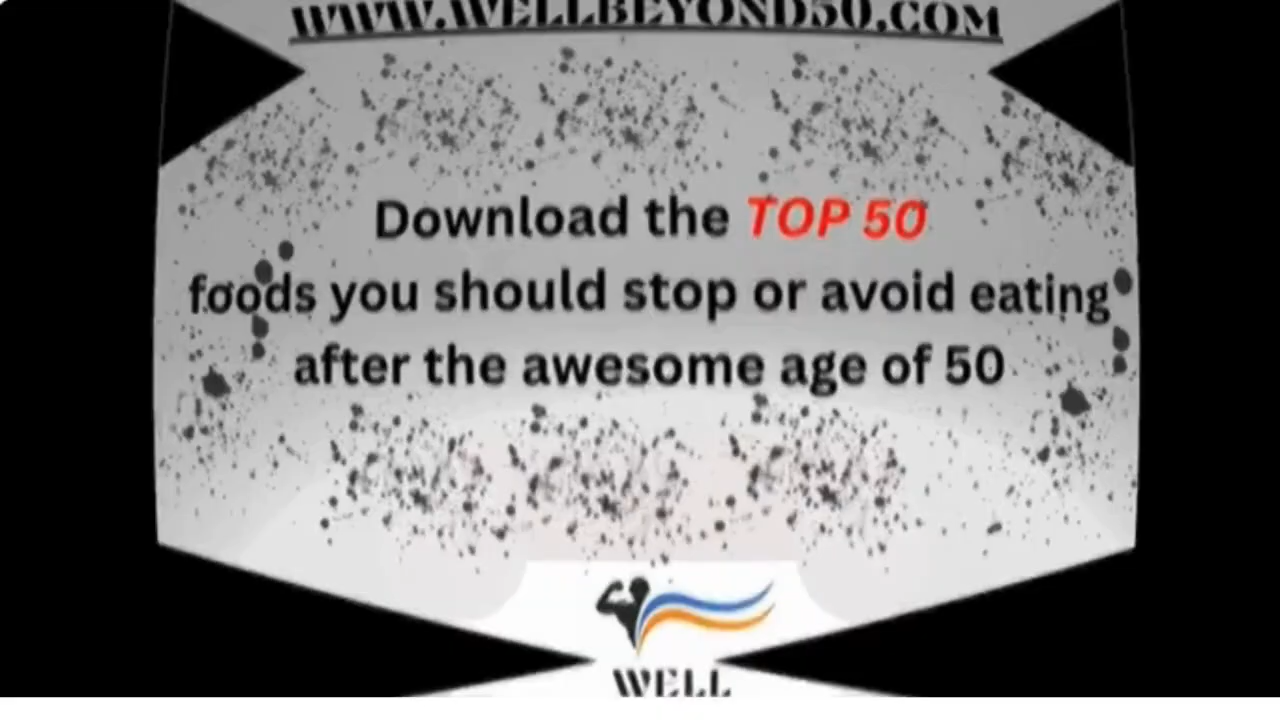 WWW.WELLBEYOND50.COM
Download the TOP 50
foods you should stop or avoid eating
after the awesome age of 50
WELL